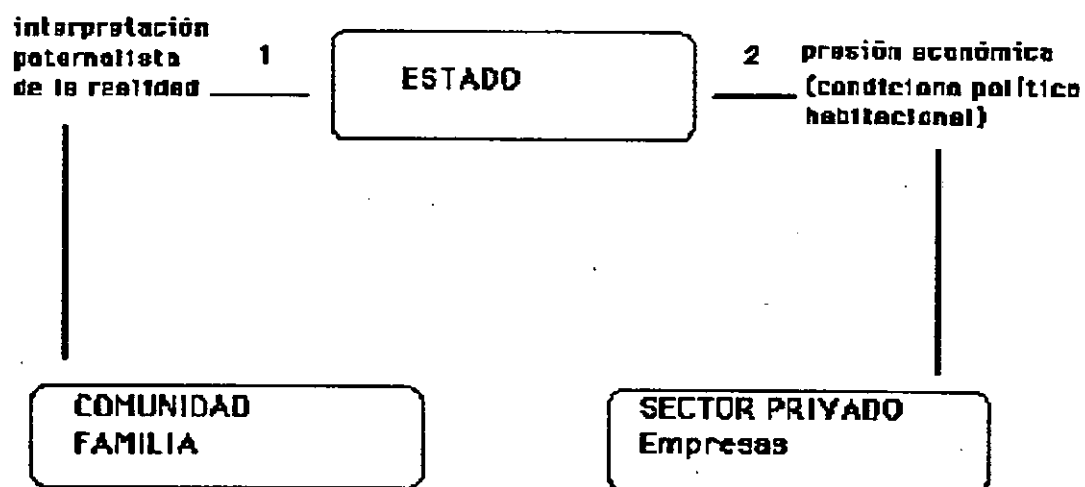 interpretación
paternalista
de la realidad
1
ESTADO
2
presión económica
(condiciona política
habitacional)
COMUNIDAD
FAMILIA
SECTOR PRIVADO
Empresas